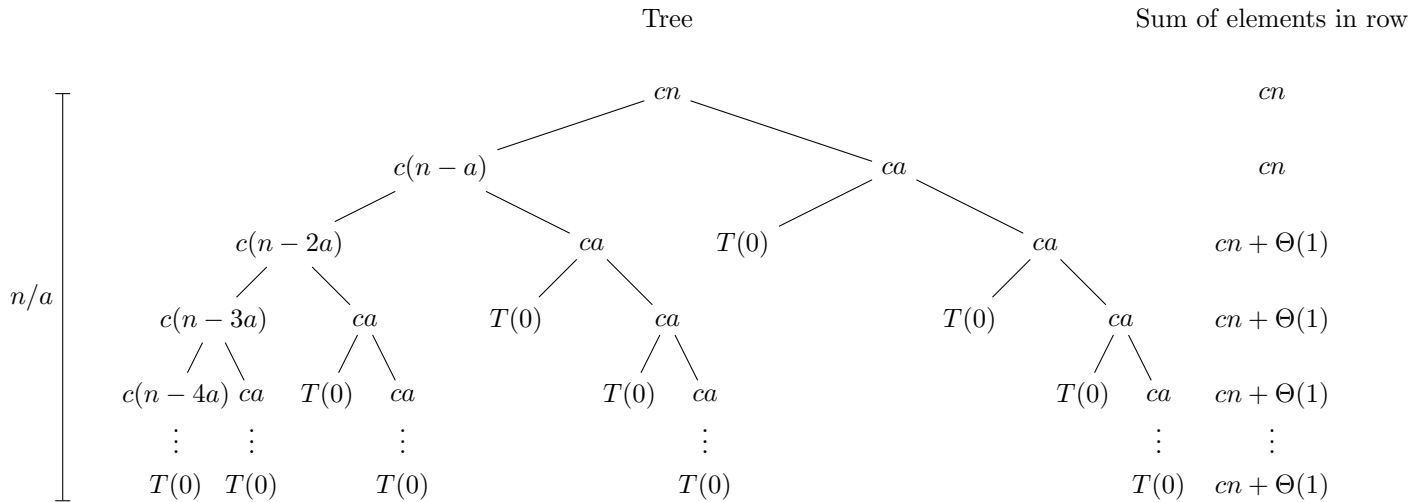 Tree Sum of elements in row
cn cn
c(n − a) ca cn
c(n − 2a) ca T(0) ca cn + Θ(1)
n/a
c(n − 3a) ca T(0) ca T(0) ca cn + Θ(1)
c(n − 4a) ca T(0) ca T(0) ca T(0) ca cn + Θ(1)
⋮ ⋮ ⋮ ⋮ ⋮ ⋮
T(0) T(0) T(0) T(0) T(0) cn + Θ(1)